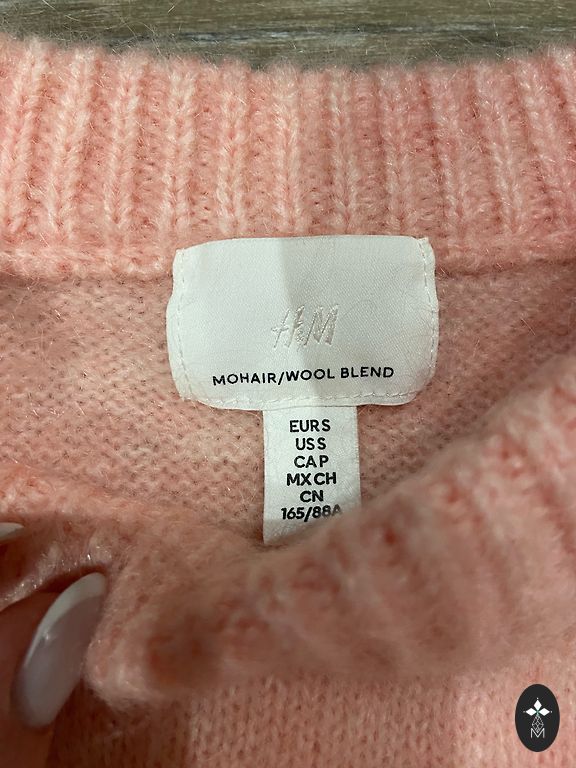 H&M
MOHAIR/WOOL BLEND
EUR S
US S
CA P
MX CH
CN
165/88A
M